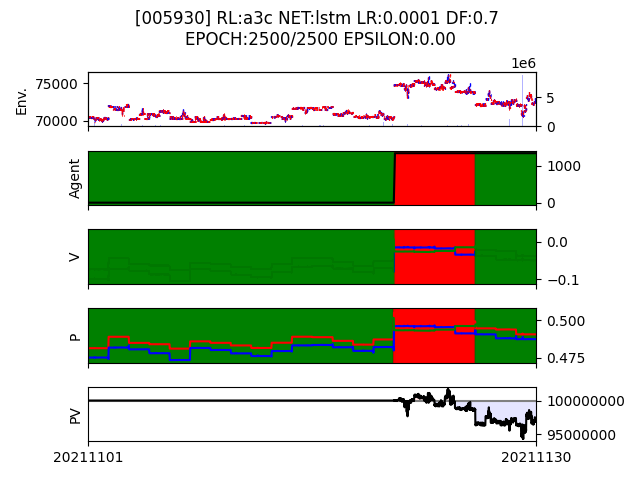 [005930] RL:a3c NET:lstm LR:0.0001 DF:0.7
EPOCH:2500/2500 EPSILON:0.00
1e6
75000
70000
Env.
5
0
Agent
1000
0
V
0.0
−0.1
P
0.500
0.475
PV
100000000
95000000
20211101
20211130